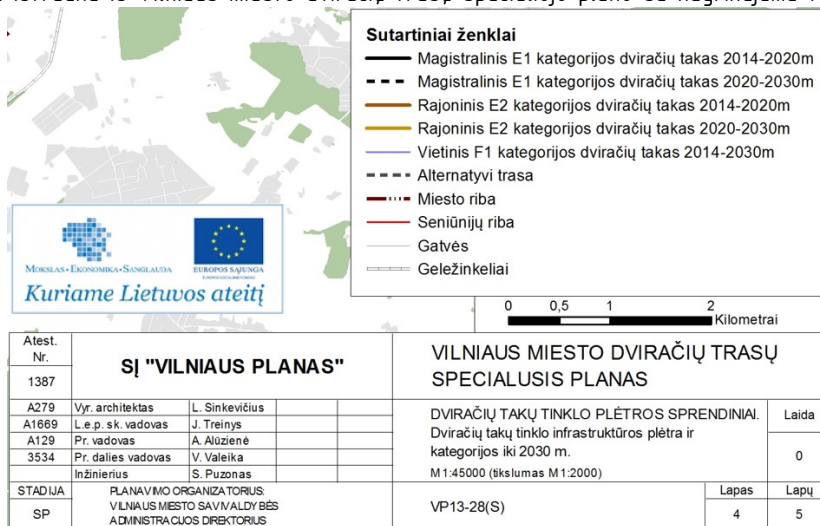 Sutartiniai ženklai
Magistralinis E1 kategorijos dviračių takas 2014-2020m
Magistralinis E1 kategorijos dviračių takas 2020-2030m
Rajoninis E2 kategorijos dviračių takas 2014-2020m
Rajoninis E2 kategorijos dviračių takas 2020-2030m
Vietinis F1 kategorijos dviračių takas 2014-2030m
Alternatyvi trasa
Miesto riba
Seniūnijų riba
Gatvės
Geležinkeliai
MOKSLAS • EKONOMIKA • SANGLAUDA
EUROPOS SĄJUNGA
Kuriame Lietuvos ateitį
0 0,5 1 2
Kilometrai
Atest. Nr.
1387
SĮ "VILNIAUS PLANAS"
VILNIAUS MIESTO DVIRAČIŲ TRASŲ
SPECIALUSIS PLANAS
A279 Vyr. architektas L. Sinkevičius
A1669 L.e.p. sk. vadovas J. Treinys
A129 Pr. vadovas A. Alūzienė
3534 Pr. dalies vadovas V. Valeika
Inžinierius S. Puzonas
DVIRAČIŲ TAKŲ TINKLO PLĖTROS SPRENDINIAI.
Dviračių takų tinklo infrastruktūros plėtra ir
kategorijos iki 2030 m.
M 1:45000 (tikslumas M 1:2000)
Laida
0
STADIJA
SP
PLANAVIMO ORGANIZATORIUS:
VILNIAUS MIESTO SAVIVALDYBĖS
ADMINISTRACIJOS DIREKTORIUS
VP13-28(S)
Lapas Lapų
4 5